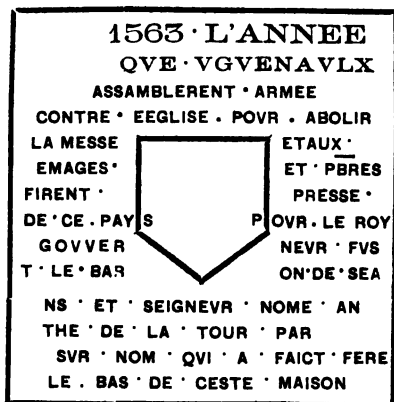 1563 · L'ANNEE
QVE · VGVENAVLX
ASSAMBLERENT · ARMEE
CONTRE · EEGLISE . POVR . ABOLIR
LA MESSE ETAUX ·
EMAGES · ET · PBRES
FIRENT · PRESSE ·
DE · CE . PAYS POVR . LE ROY
GOVVER NEVR · FVS
T · LE · BAR ON · DE · SEA
NS · ET · SEIGNEVR · NOME · AN
THE · DE · LA · TOUR · PAR
SVR · NOM · QVI · A · FAICT · FERE
LE . BAS · DE · CESTE · MAISON